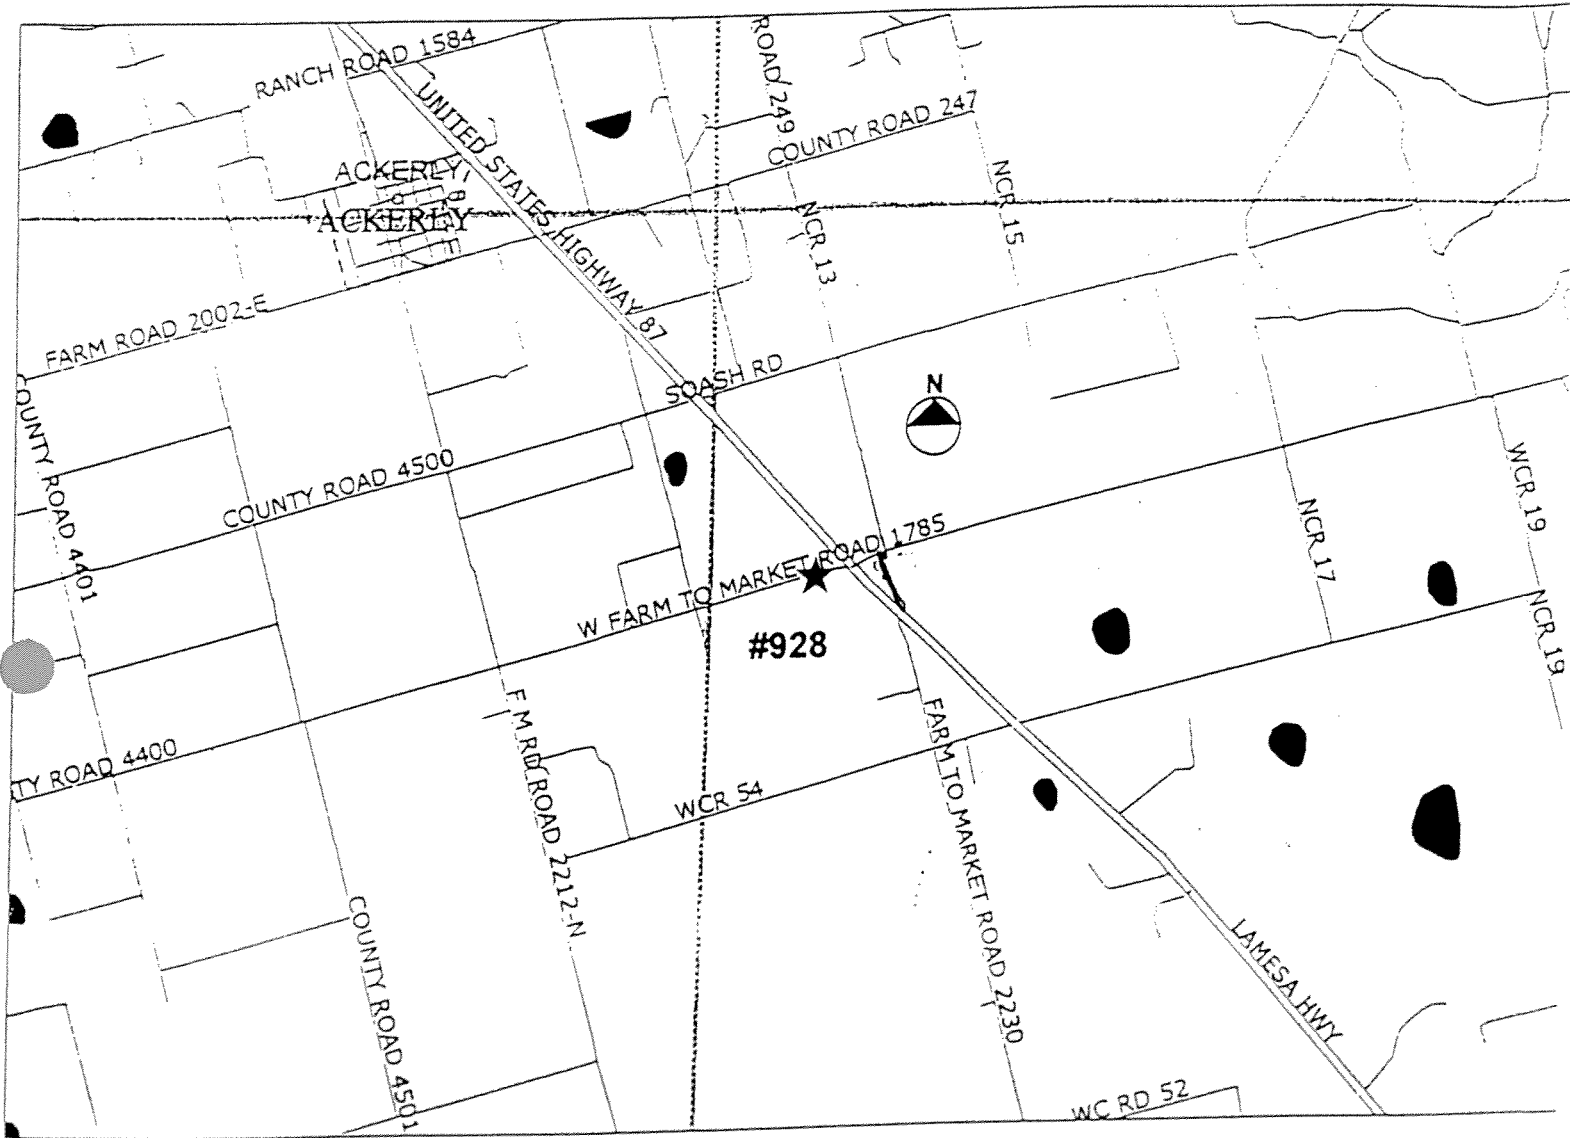 RANCH ROAD 1584
UNITED STATES HIGHWAY 87
ROAD 249
COUNTY ROAD 247
ACKERLY
ACKERLY
NCR 15
NCR 13
FARM ROAD 2002-E
SOASH RD
N
COUNTY ROAD 4401
COUNTY ROAD 4500
WCR 19
NCR 17
W FARM TO MARKET ROAD 1785
#928
NCR 19
F M RD ROAD 2212-N
FARM TO MARKET ROAD 2230
TY ROAD 4400
WCR 54
COUNTY ROAD 4501
LAMESA HWY
WC RD 52